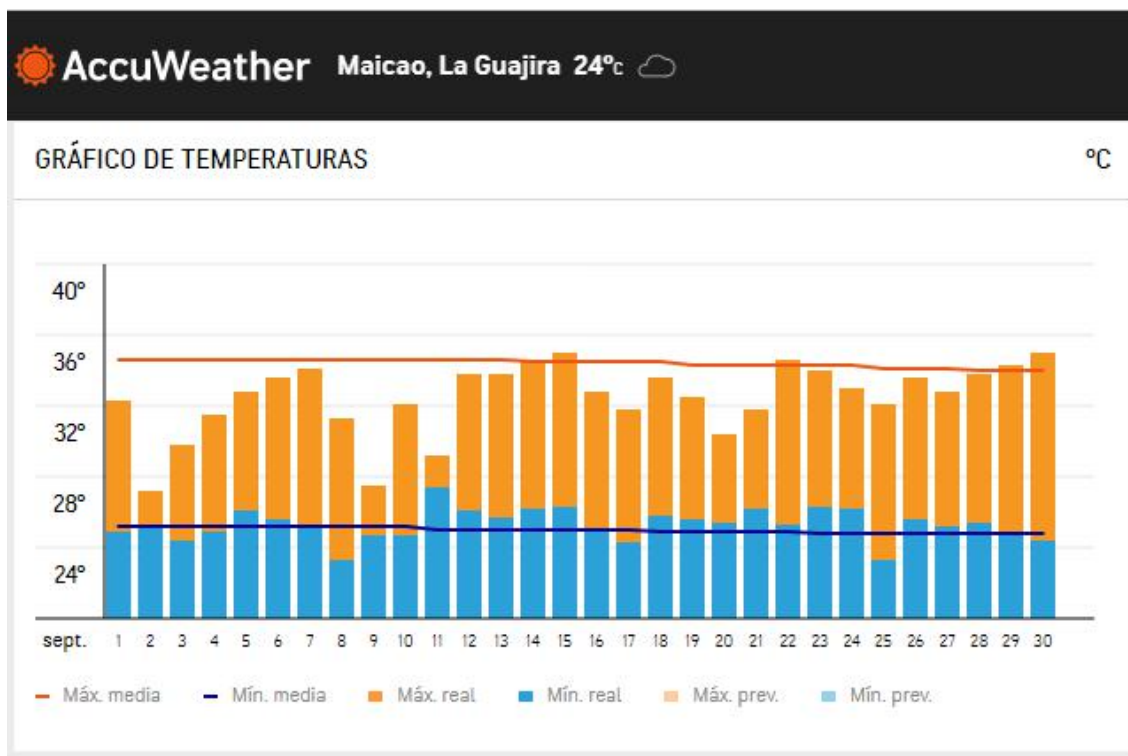 AccuWeather Maicao, La Guajira 24°c
GRÁFICO DE TEMPERATURAS °C
40°
36°
32°
28°
24°
sept. 1 2 3 4 5 6 7 8 9 10 11 12 13 14 15 16 17 18 19 20 21 22 23 24 25 26 27 28 29 30
Máx. media Mín. media Máx. real Mín. real Máx. prev. Mín. prev.